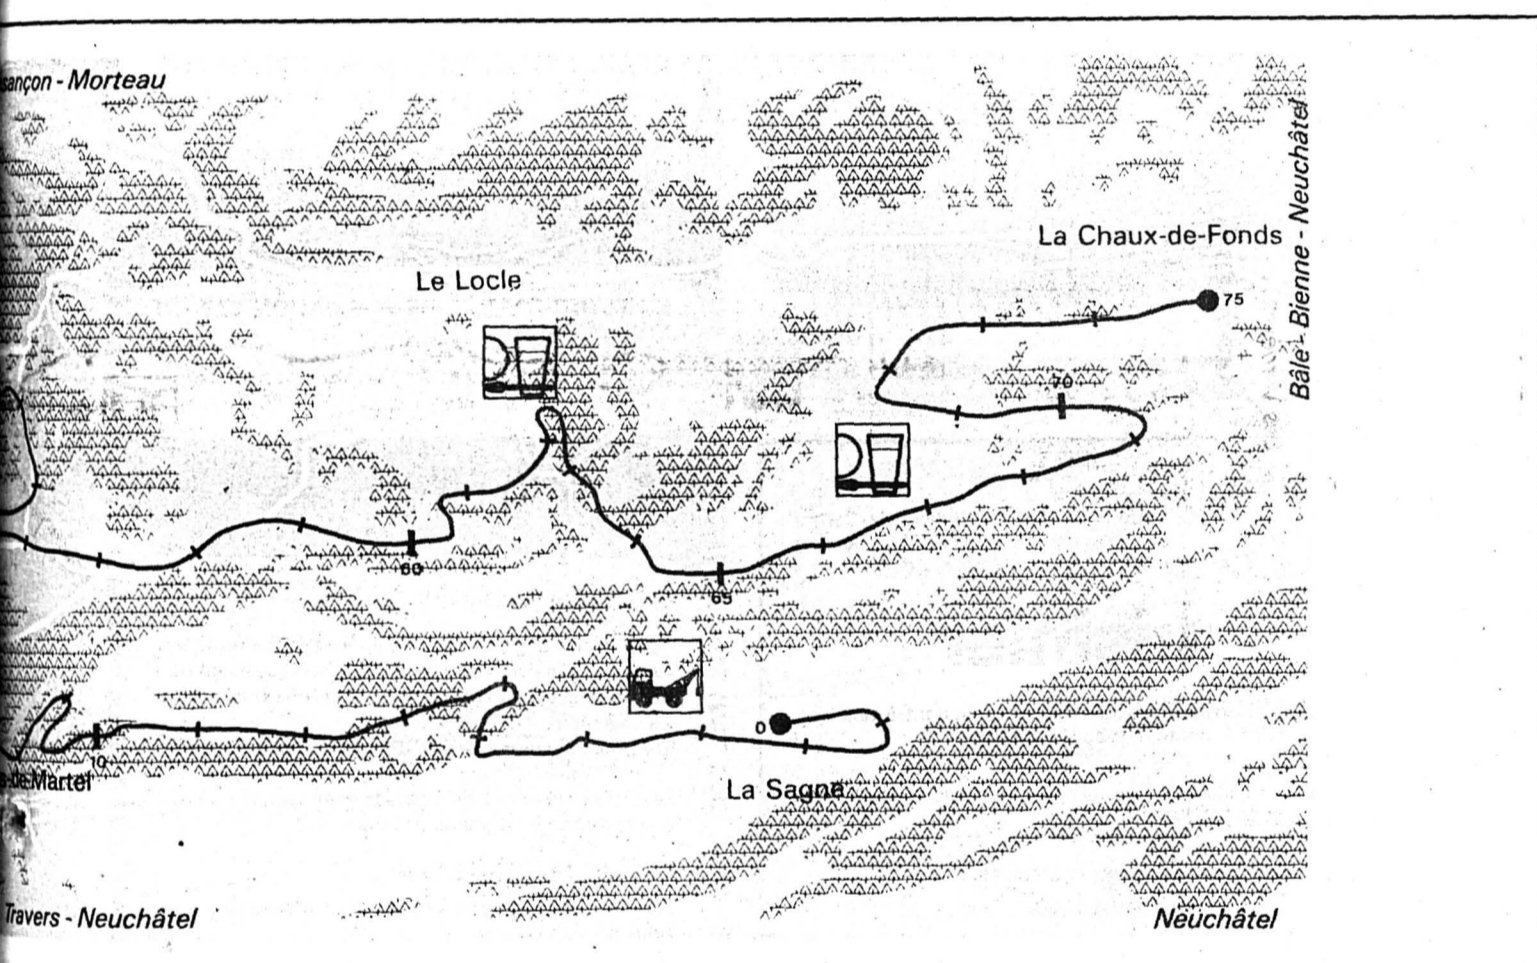 sançon - Morteau
Bâle - Bienne - Neuchâtel
La Chaux-de-Fonds
Le Locle
75
70
60
65
0
10
s-de-Martel
La Sagne
Travers - Neuchâtel
Neuchâtel